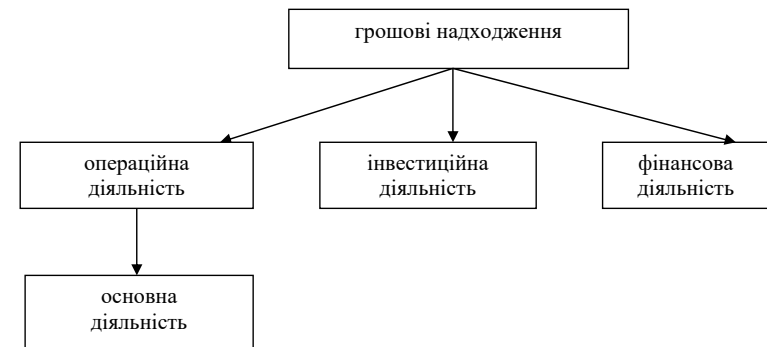 грошові надходження
операційна
діяльність
інвестиційна
діяльність
фінансова
діяльність
основна
діяльність